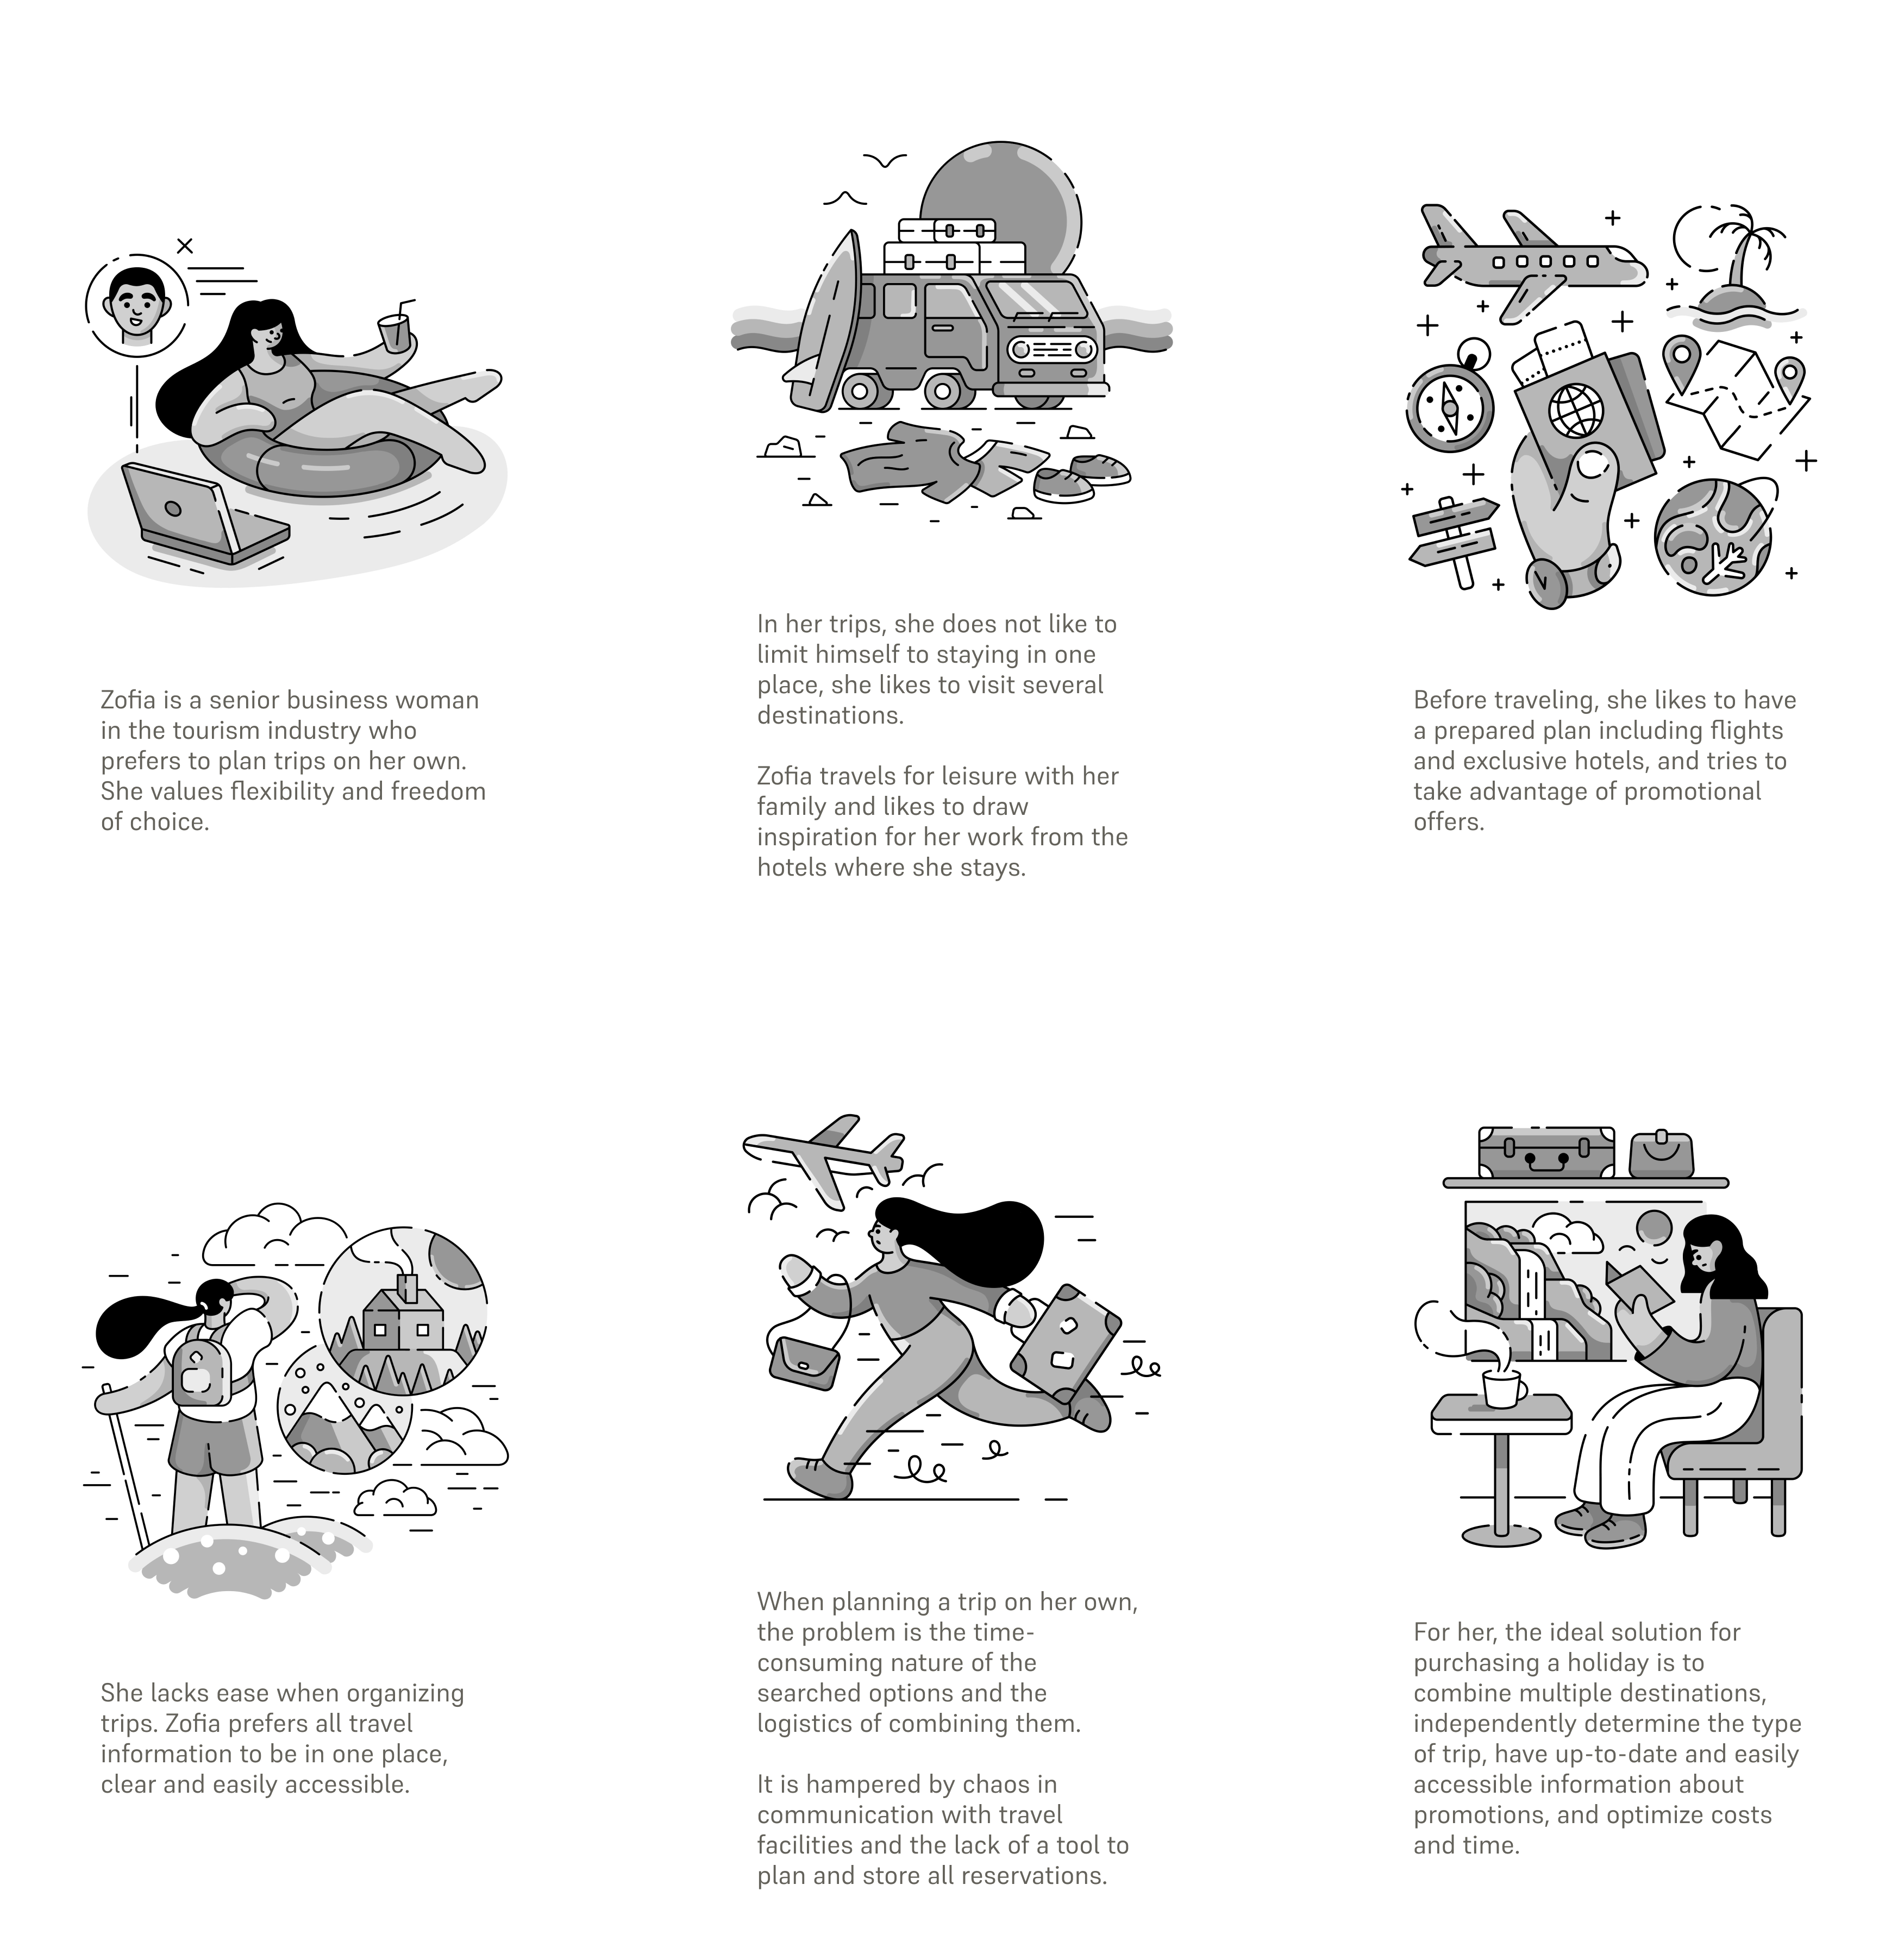 Zofia is a senior business woman
in the tourism industry who
prefers to plan trips on her own.
She values flexibility and freedom
of choice.
In her trips, she does not like to
limit himself to staying in one
place, she likes to visit several
destinations.
Zofia travels for leisure with her
family and likes to draw
inspiration for her work from the
hotels where she stays.
Before traveling, she likes to have
a prepared plan including flights
and exclusive hotels, and tries to
take advantage of promotional
offers.
She lacks ease when organizing
trips. Zofia prefers all travel
information to be in one place,
clear and easily accessible.
When planning a trip on her own,
the problem is the time-
consuming nature of the
searched options and the
logistics of combining them.
It is hampered by chaos in
communication with travel
facilities and the lack of a tool to
plan and store all reservations.
For her, the ideal solution for
purchasing a holiday is to
combine multiple destinations,
independently determine the type
of trip, have up-to-date and easily
accessible information about
promotions, and optimize costs
and time.